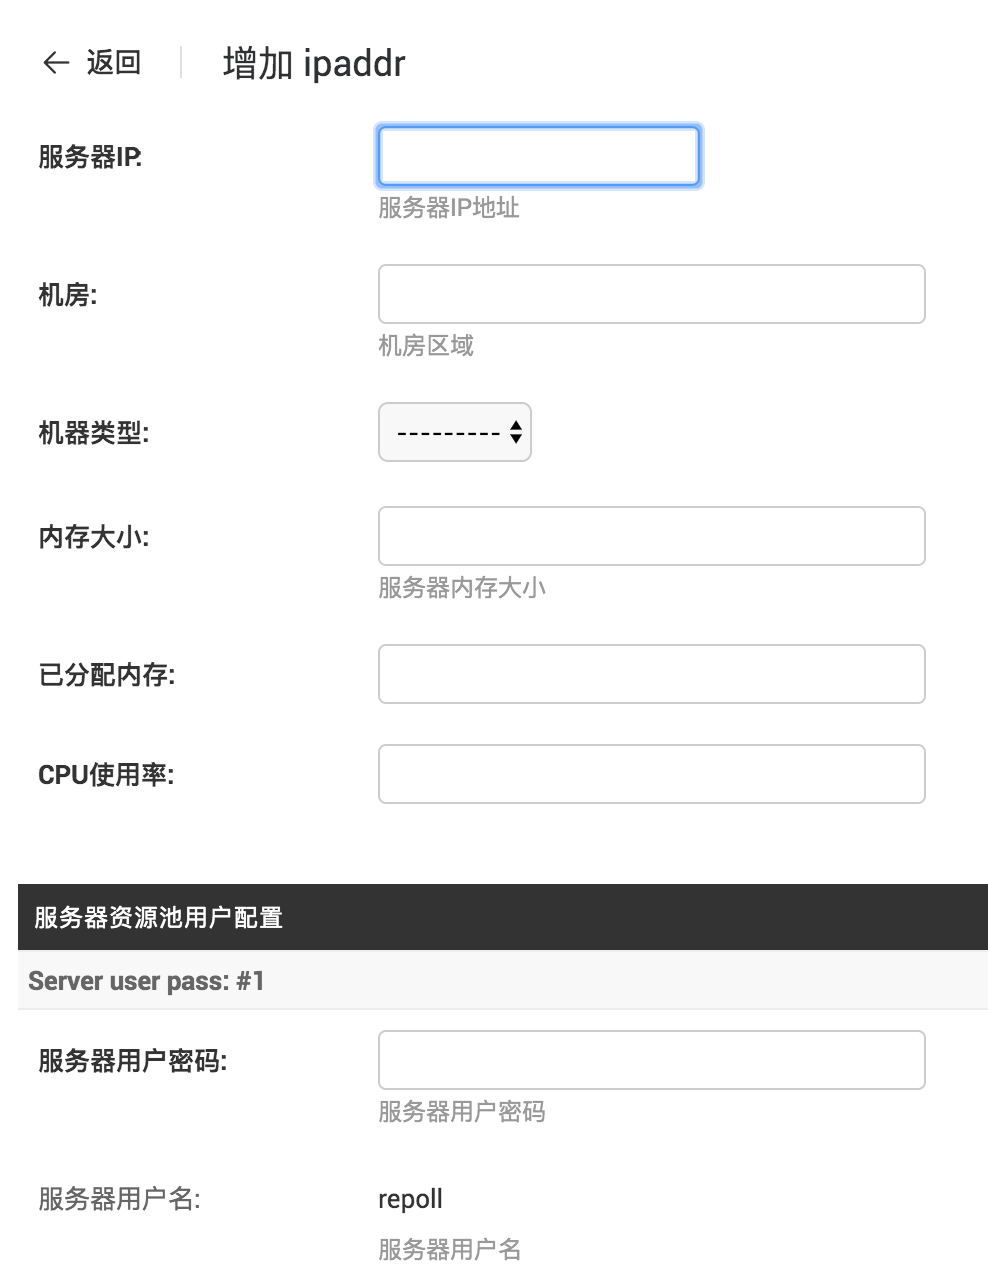 返回
增加 ipaddr
服务器IP:
服务器IP地址
机房:
机房区域
机器类型:
---------
内存大小:
服务器内存大小
已分配内存:
CPU使用率:
服务器资源池用户配置
Server user pass: #1
服务器用户密码:
服务器用户密码
服务器用户名:
repoll
服务器用户名